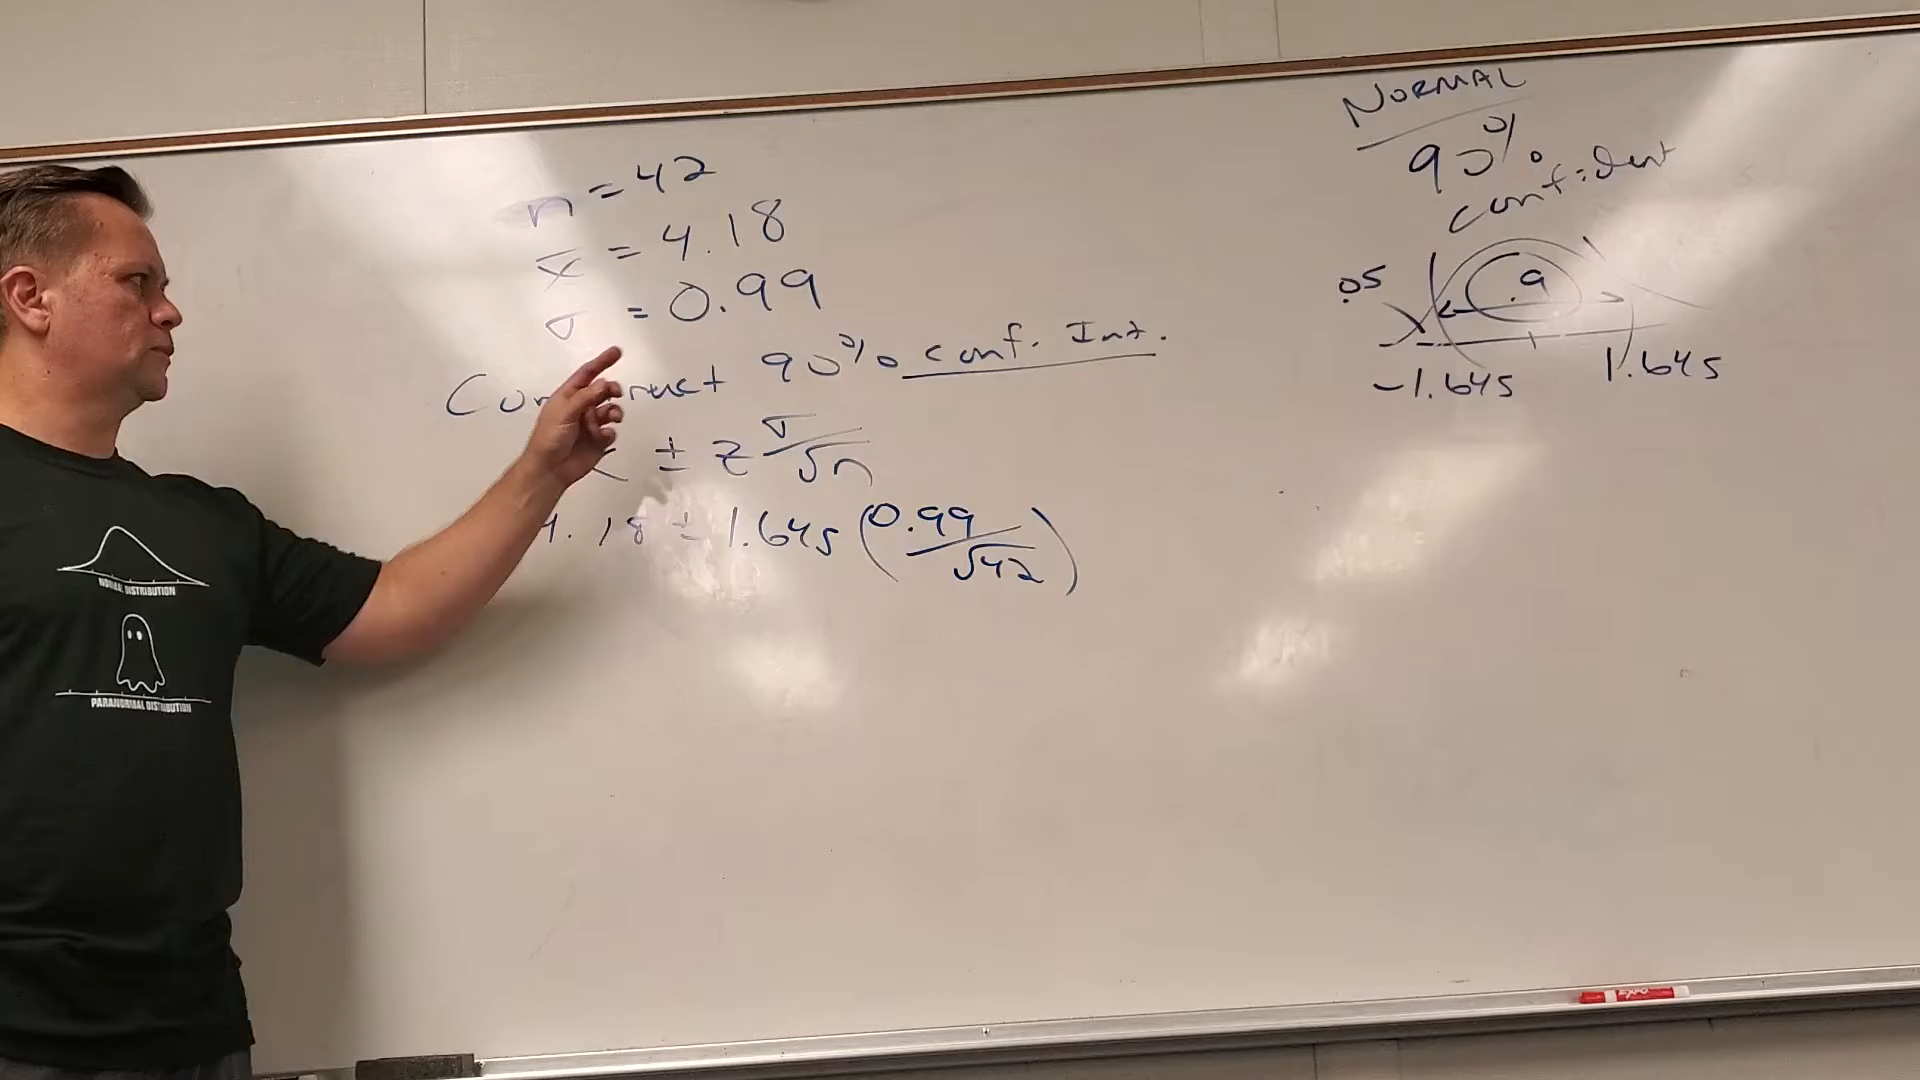 n = 42
x̄ = 4.18
σ = 0.99
Construct 90% conf. Int.
x̄ ± z σ/√n
4.18 ± 1.645 (0.99/√42)
NORMAL
90%
confident
.05
.9
-1.645
1.645
NORMAL DISTRIBUTION
PARANORMAL DISTRIBUTION
EXPO